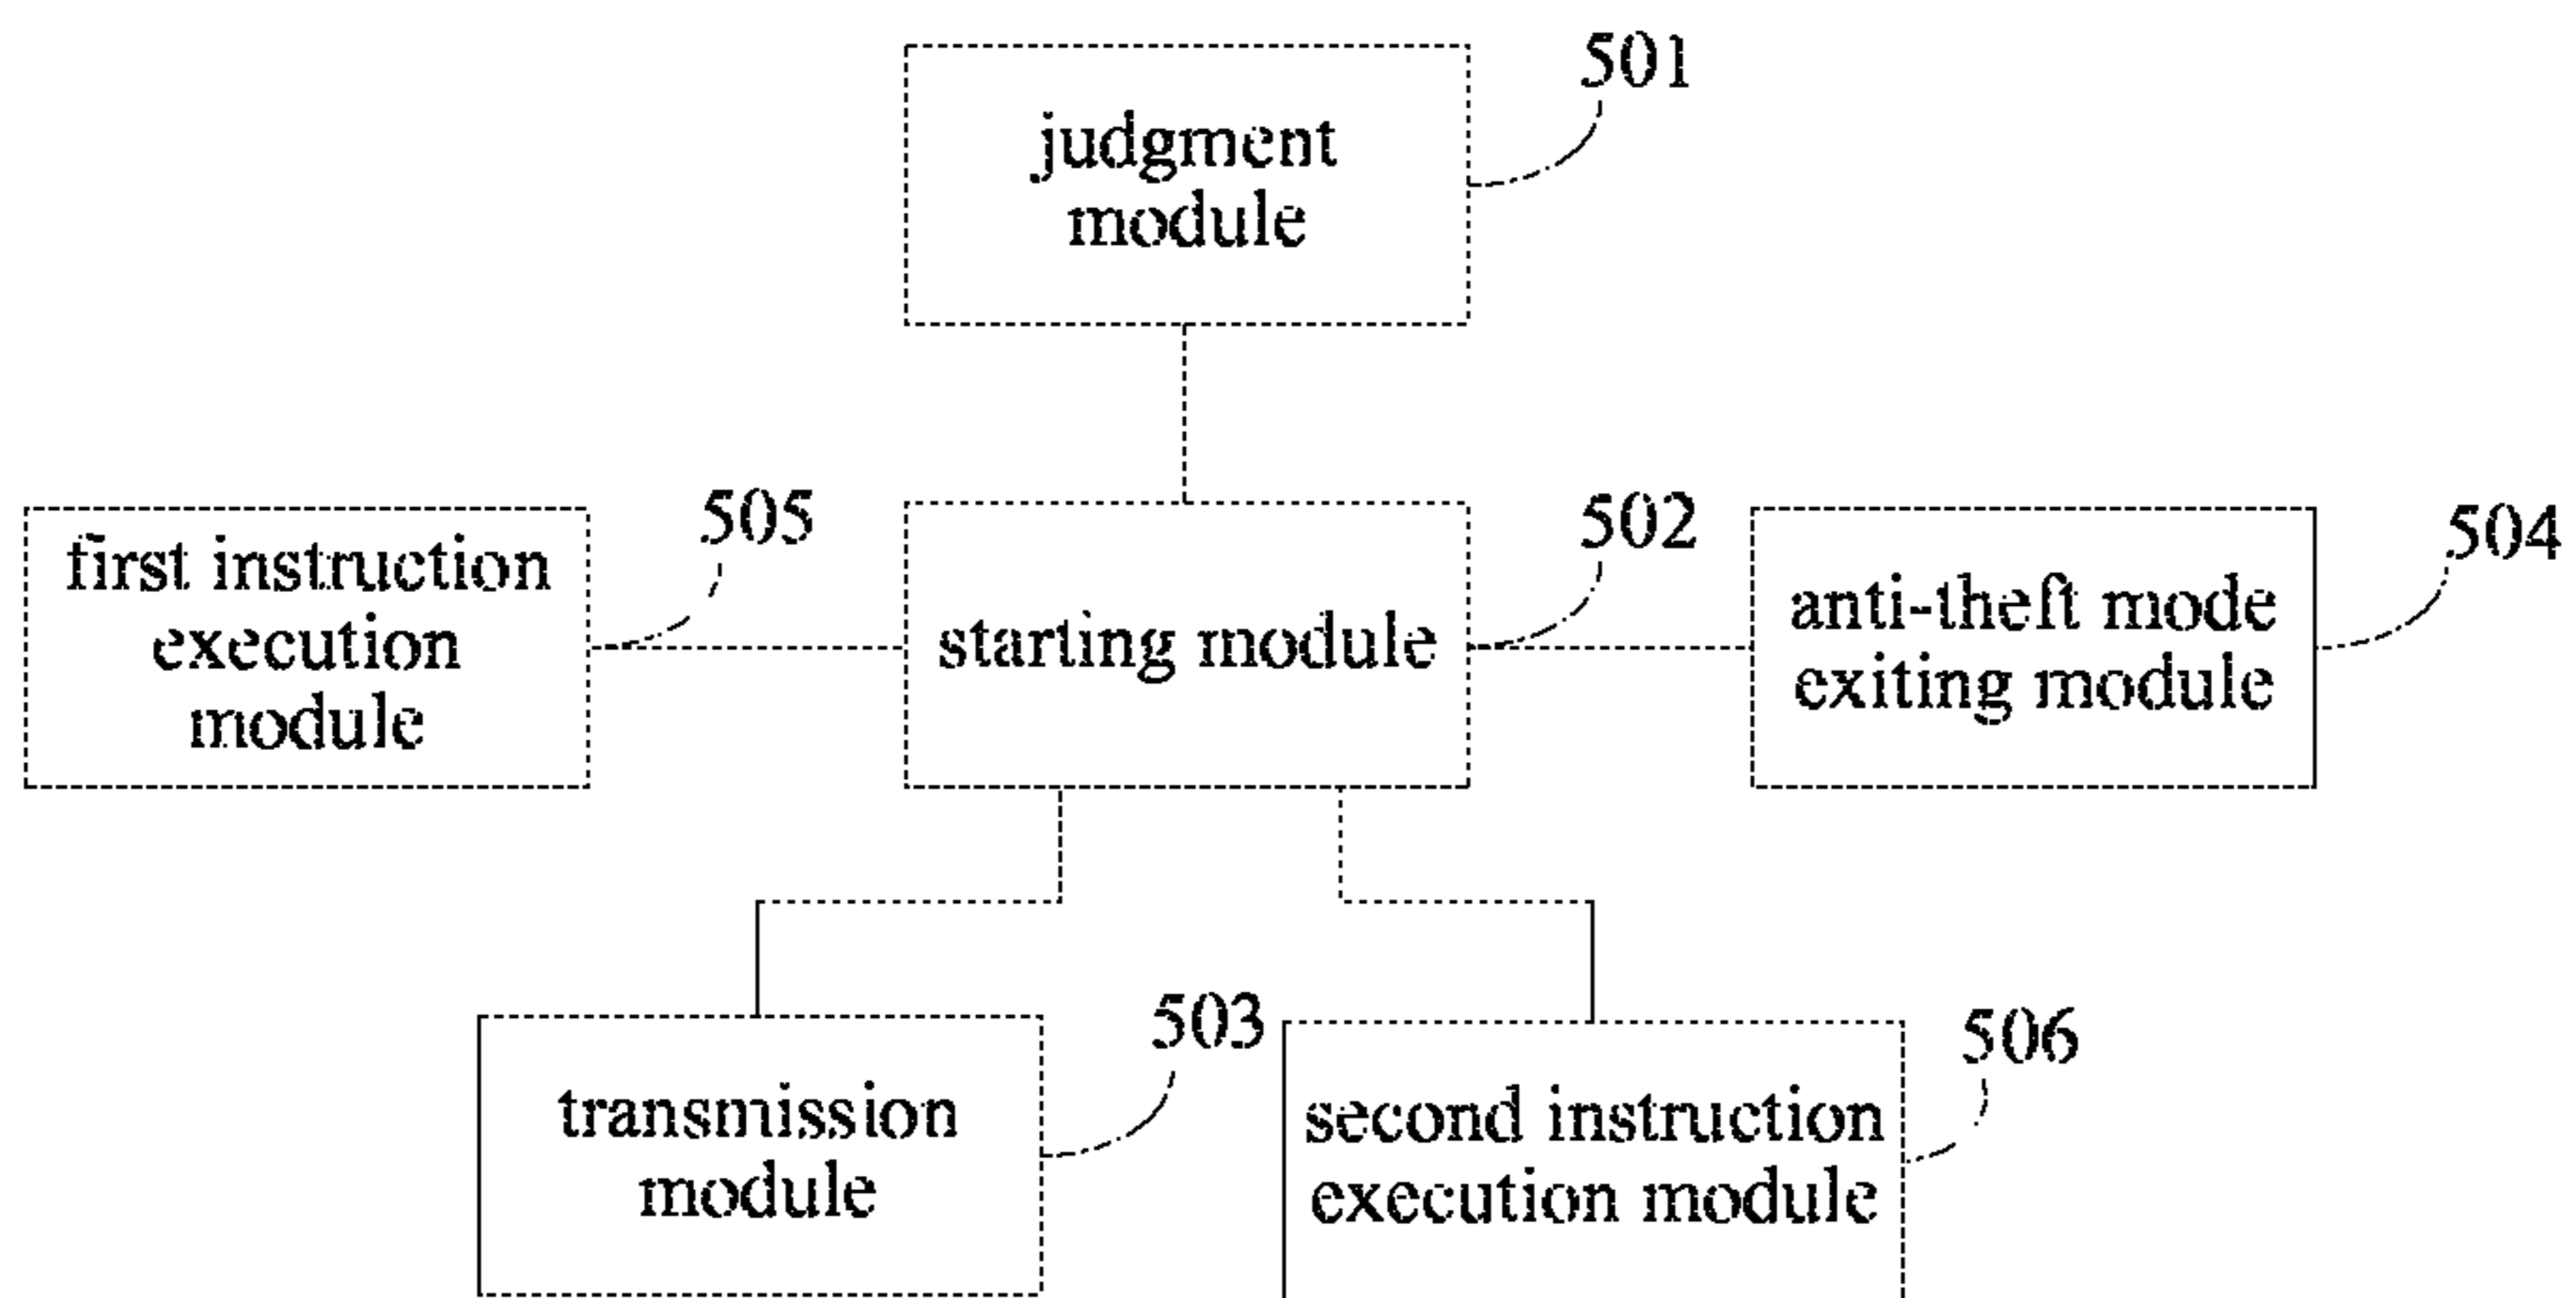 501
judgment
module
505
502
504
first instruction
execution
module
starting module
anti-theft mode
exiting module
503
506
transmission
module
second instruction
execution module